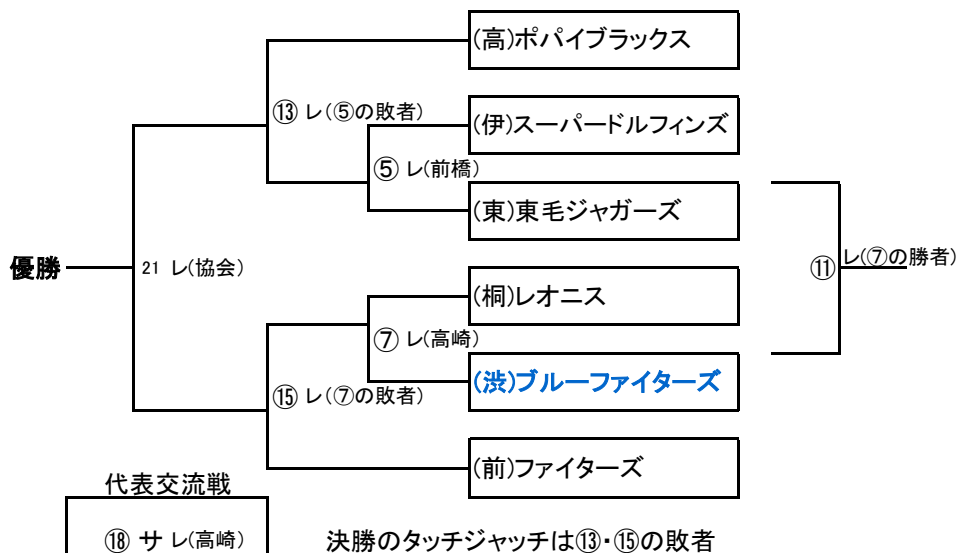 (高)ポパイブラックス
⑬ レ(⑤の敗者)
(伊)スーパードルフィンズ
⑤ レ(前橋)
(東)東毛ジャガーズ
優勝
21 レ(協会)
⑪
レ(⑦の勝者)
(桐)レオニス
⑦ レ(高崎)
(渋)ブルーファイターズ
⑮ レ(⑦の敗者)
(前)ファイターズ
代表交流戦
⑱ サ レ(高崎)
決勝のタッチジャッチは⑬・⑮の敗者